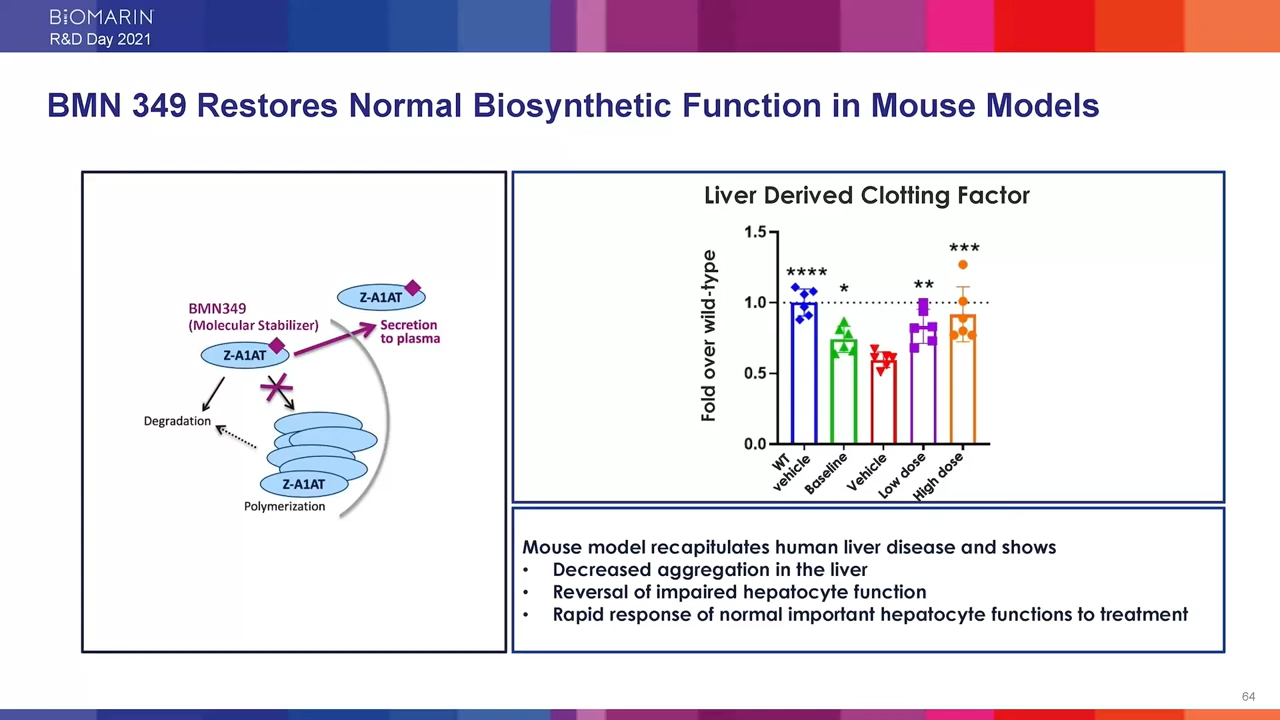 BIOMARIN
R&D Day 2021
BMN 349 Restores Normal Biosynthetic Function in Mouse Models
Z-A1AT
BMN349
(Molecular Stabilizer)
Secretion
to plasma
Z-A1AT
Degradation
Z-A1AT
Polymerization
Liver Derived Clotting Factor
Fold over wild-type
1.5
1.0
0.5
0.0
****
*
**
***
WT
vehicle
Baseline
Vehicle
Low dose
High dose
Mouse model recapitulates human liver disease and shows
• Decreased aggregation in the liver
• Reversal of impaired hepatocyte function
• Rapid response of normal important hepatocyte functions to treatment
64